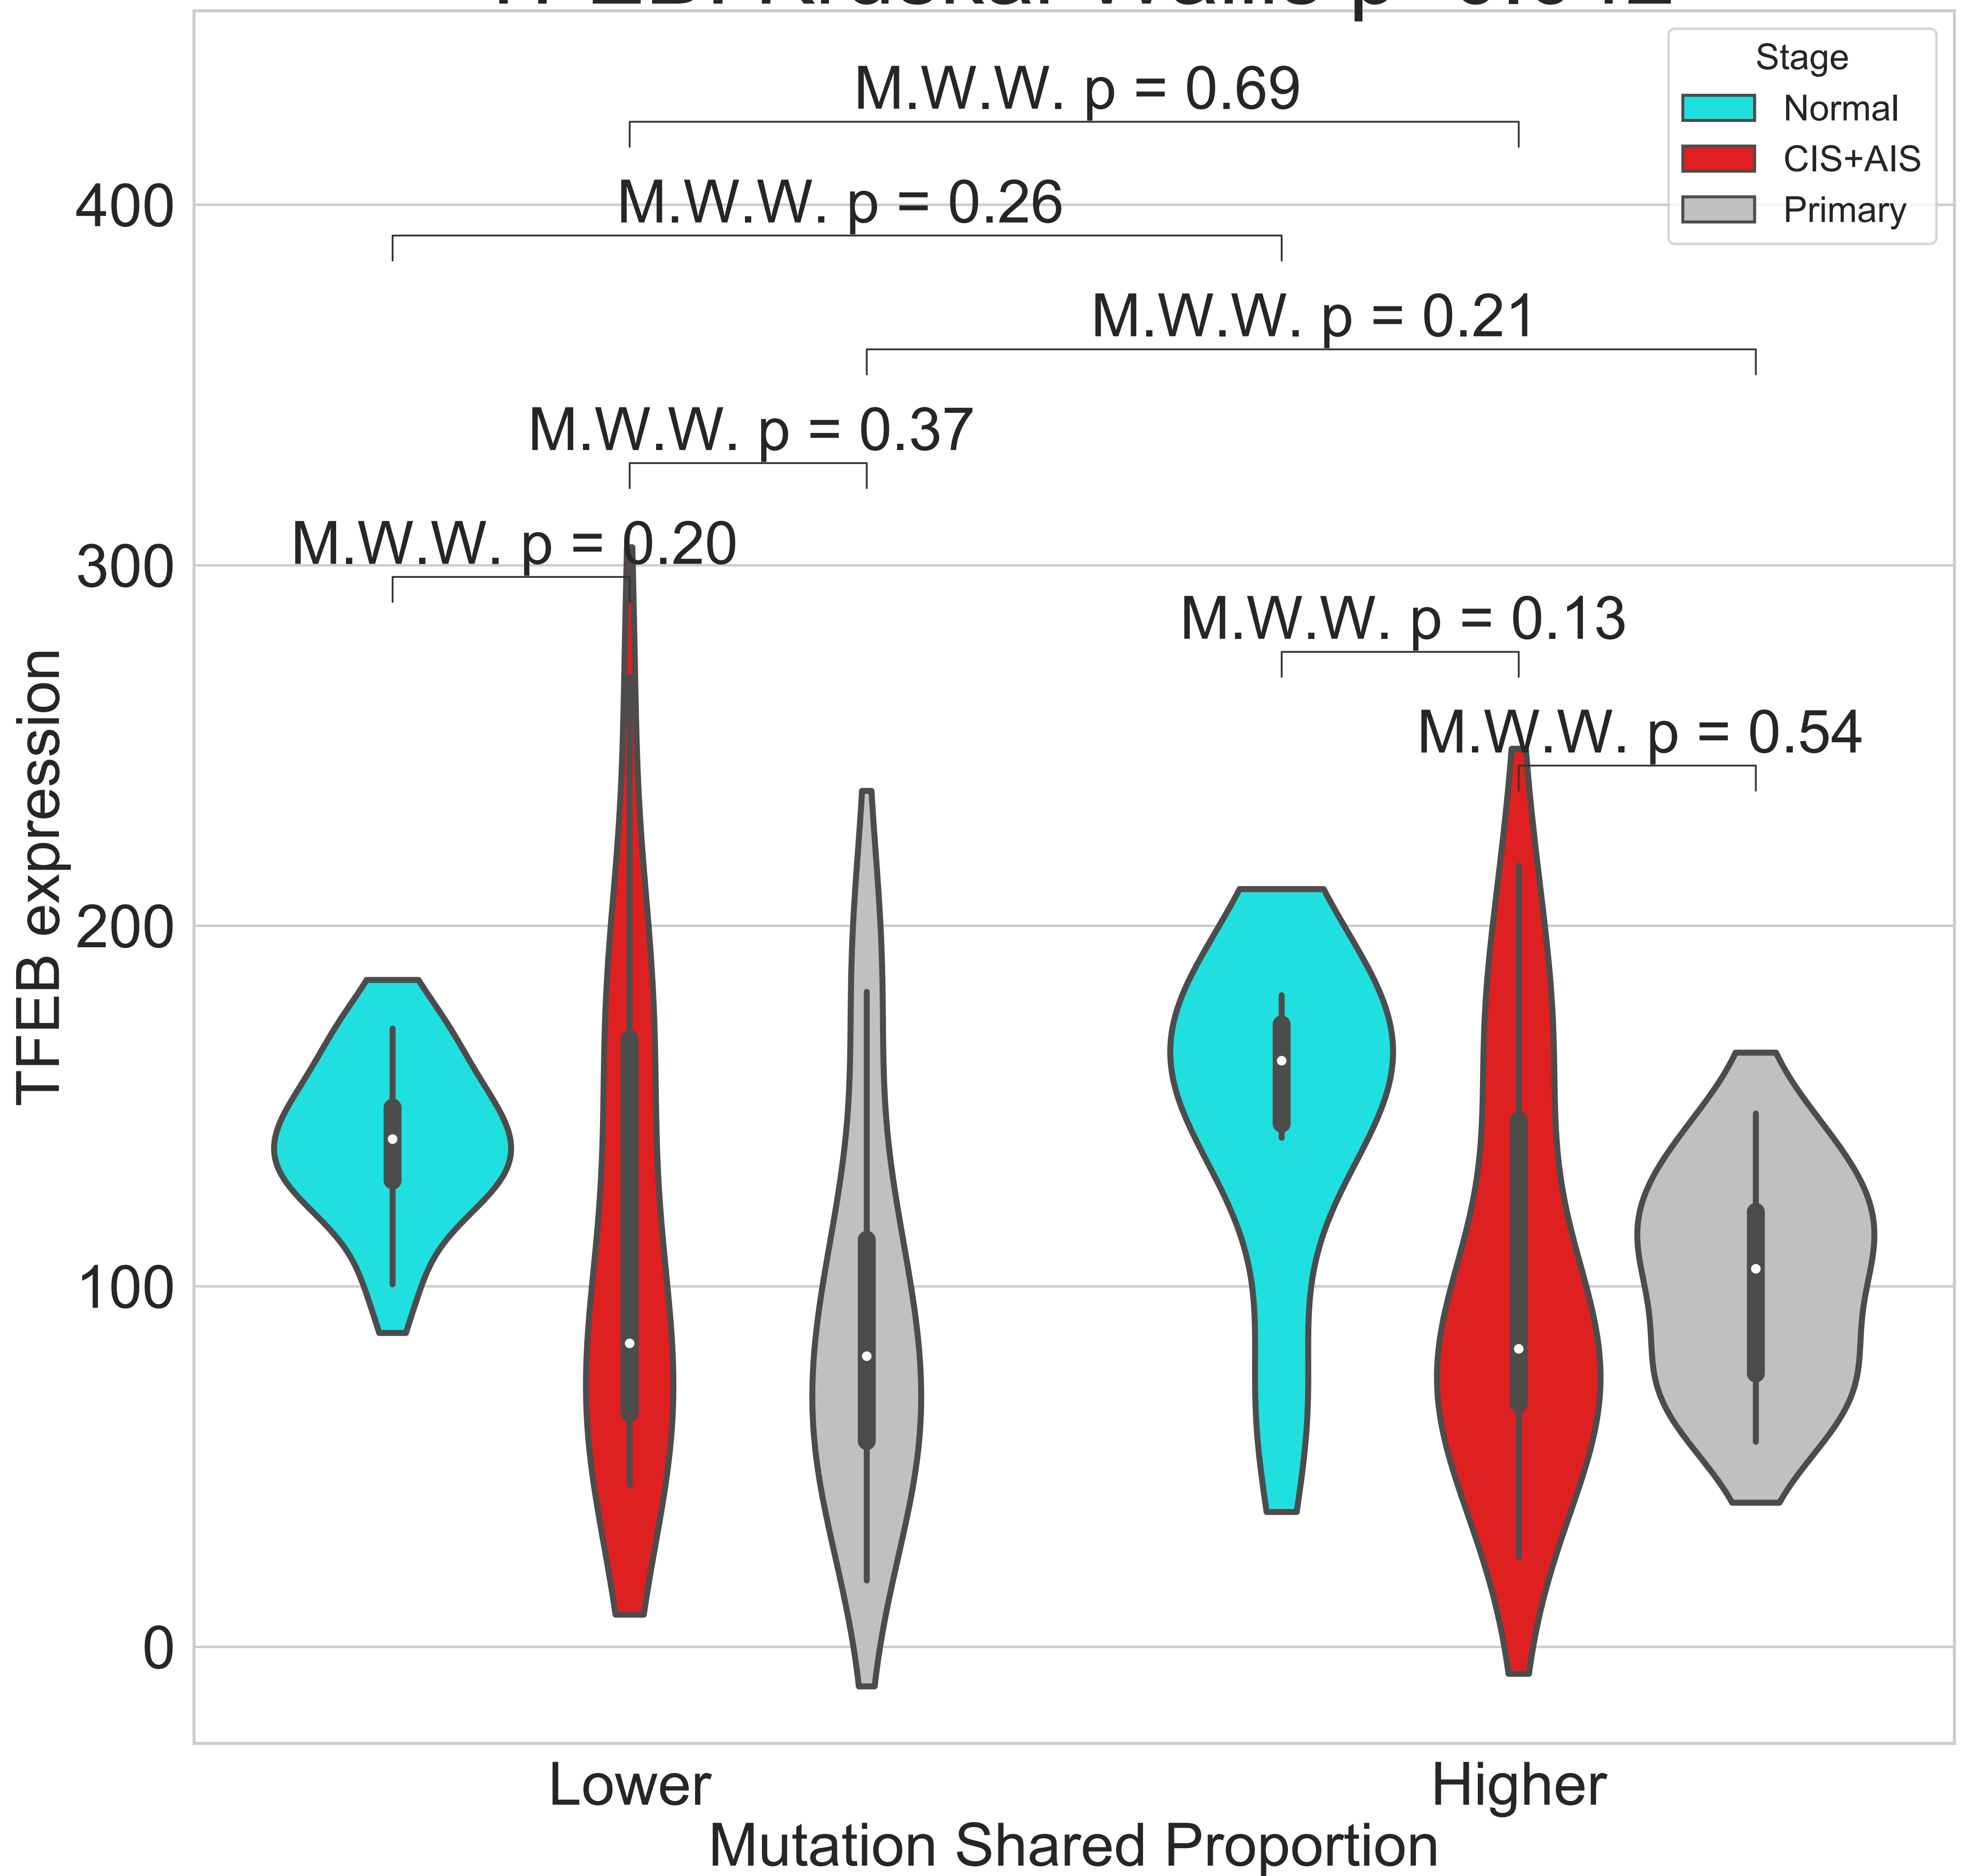 Stage
Normal
CIS+AIS
Primary
M.W.W. p = 0.69
M.W.W. p = 0.26
M.W.W. p = 0.21
M.W.W. p = 0.37
M.W.W. p = 0.20
M.W.W. p = 0.13
M.W.W. p = 0.54
400
300
200
100
0
TFEB expression
Lower
Higher
Mutation Shared Proportion